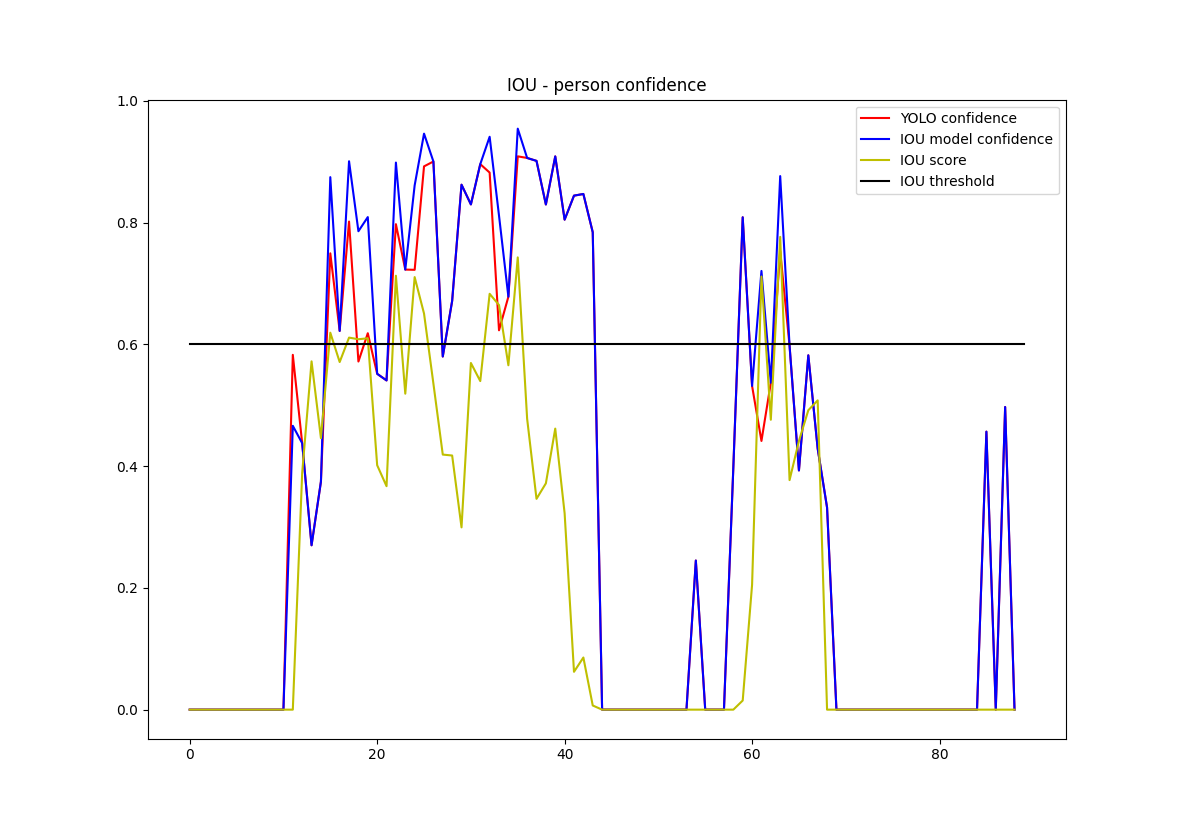 IOU - person confidence
YOLO confidence
IOU model confidence
IOU score
IOU threshold
1.0
0.8
0.6
0.4
0.2
0.0
0 20 40 60 80